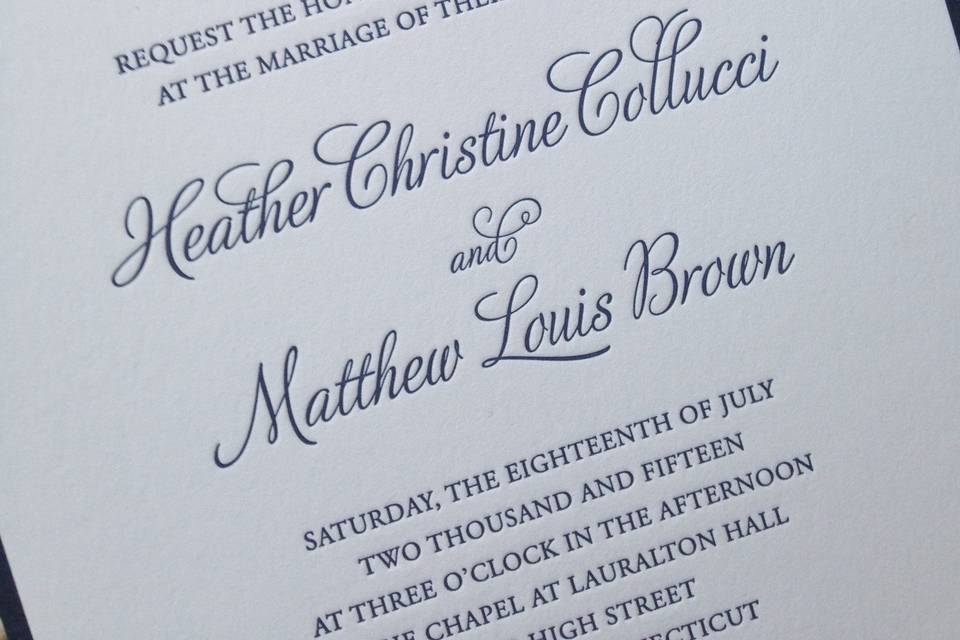 REQUEST THE
AT THE MARRIAGE OF
Heather Christine Collucci
and
Matthew Louis Brown
SATURDAY, THE EIGHTEENTH OF JULY
TWO THOUSAND AND FIFTEEN
AT THREE O'CLOCK IN THE AFTERNOON
CHAPEL AT LAURALTON HALL
HIGH STREET